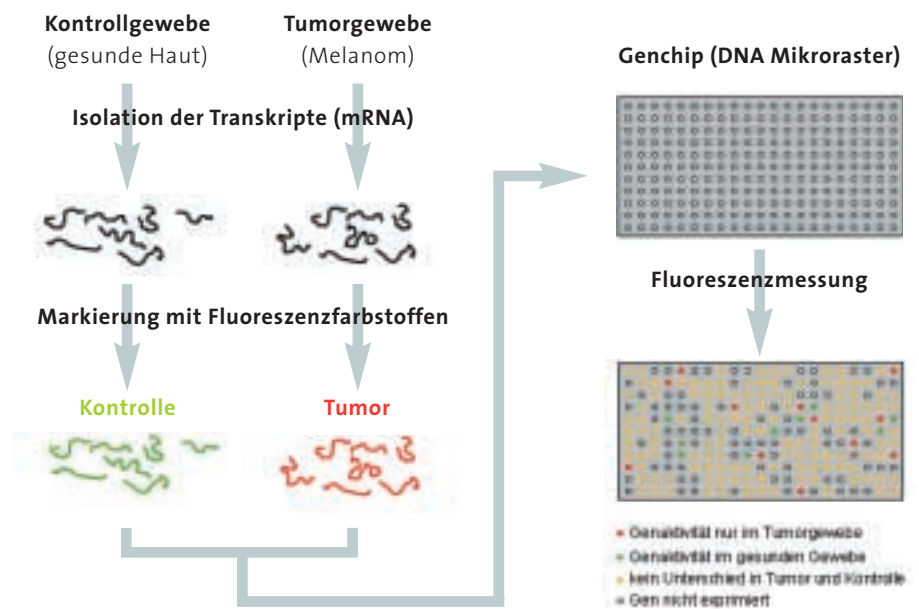 Kontrollgewebe
(gesunde Haut)
Tumorgewebe
(Melanom)
Isolation der Transkripte (mRNA)
Markierung mit Fluoreszenzfarbstoffen
Kontrolle
Tumor
Genchip (DNA Mikroraster)
Fluoreszenzmessung
Genaktivität nur im Tumorgewebe
Genaktivität im gesunden Gewebe
kein Unterschied in Tumor und Kontrolle
Gen nicht exprimiert